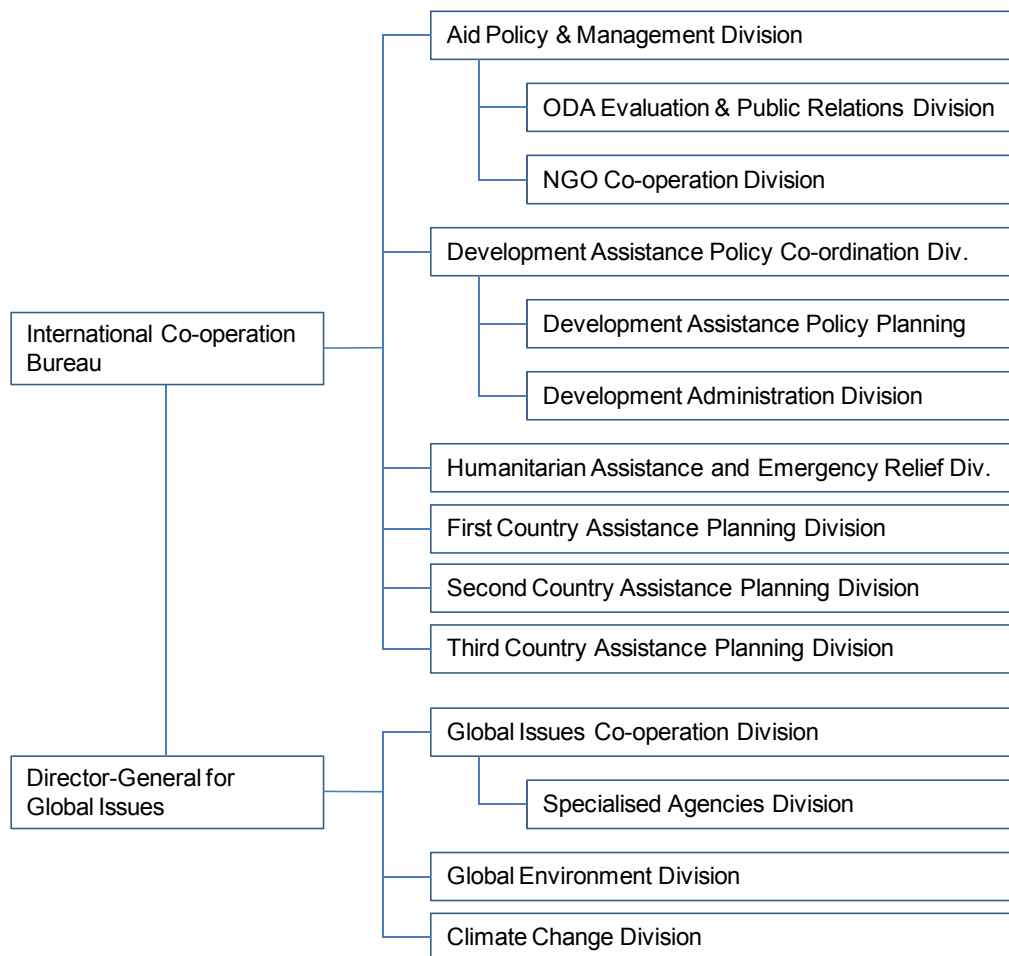 Aid Policy & Management Division
ODA Evaluation & Public Relations Division
NGO Co-operation Division
Development Assistance Policy Co-ordination Div.
International Co-operation
Bureau
Development Assistance Policy Planning
Development Administration Division
Humanitarian Assistance and Emergency Relief Div.
First Country Assistance Planning Division
Second Country Assistance Planning Division
Third Country Assistance Planning Division
Global Issues Co-operation Division
Director-General for
Global Issues
Specialised Agencies Division
Global Environment Division
Climate Change Division